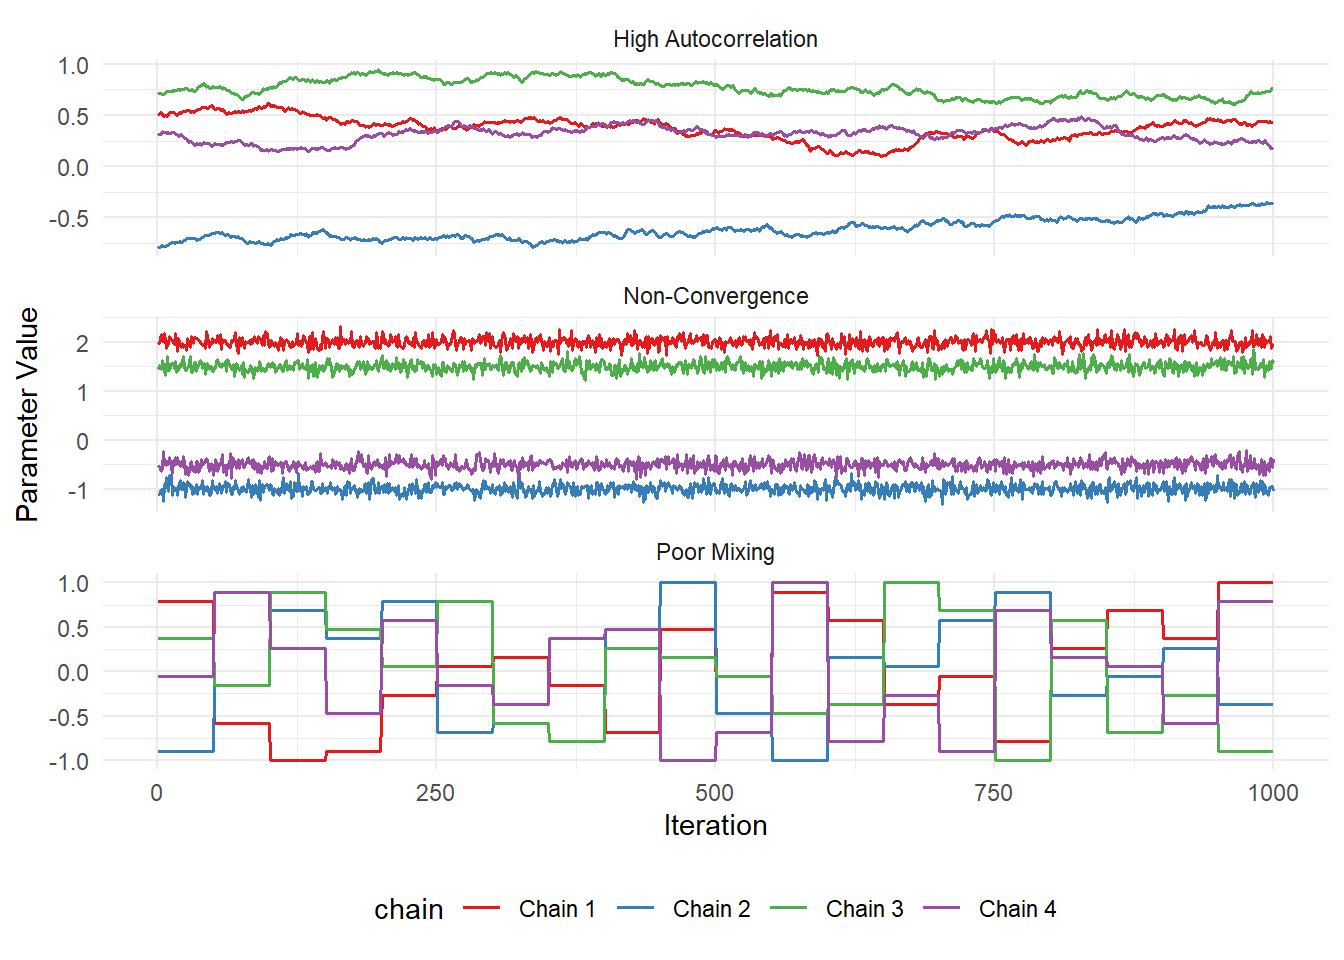 High Autocorrelation
1.0
0.5
0.0
-0.5
Non-Convergence
2
1
0
-1
Parameter Value
Poor Mixing
1.0
0.5
0.0
-0.5
-1.0
0 250 500 750 1000
Iteration
chain Chain 1 Chain 2 Chain 3 Chain 4